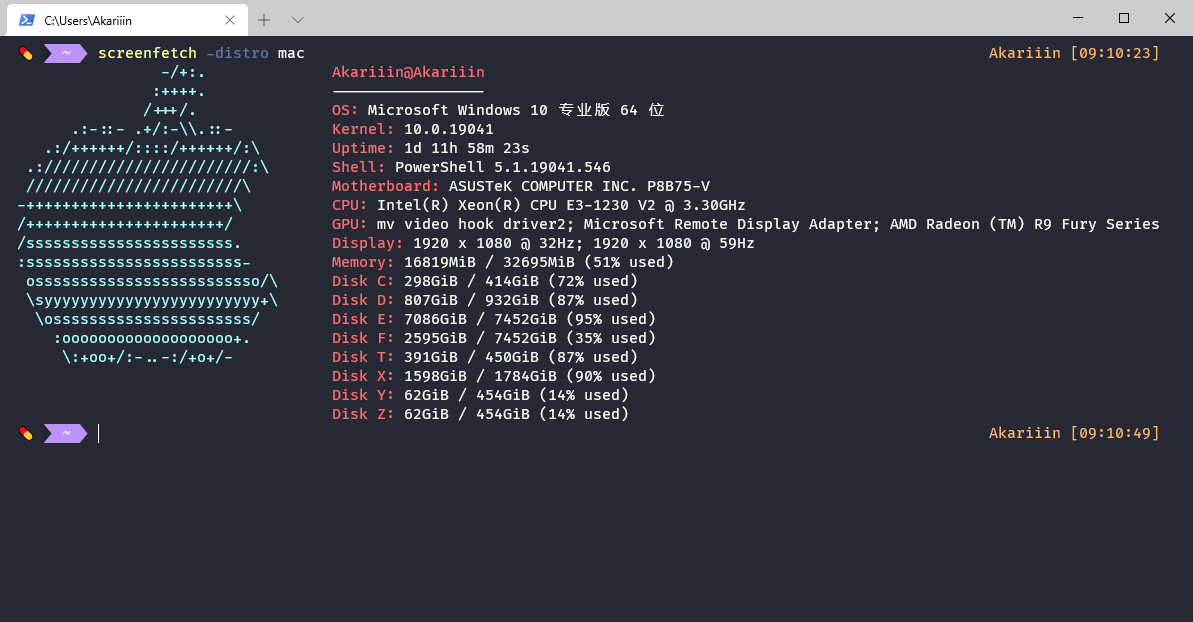 C:\Users\Akariiin
~ screenfetch -distro mac Akariiin [09:10:23]
-/+:. Akariiin@Akariiin
:++++. -----------------
/+++/. OS: Microsoft Windows 10 专业版 64 位
.:-::- .+/:-\\.::- Kernel: 10.0.19041
.:/++++++/::::/++++++/:\ Uptime: 1d 11h 58m 23s
.:///////////////////////:\ Shell: PowerShell 5.1.19041.546
////////////////////////\ Motherboard: ASUSTeK COMPUTER INC. P8B75-V
-+++++++++++++++++++++++\ CPU: Intel(R) Xeon(R) CPU E3-1230 V2 @ 3.30GHz
/++++++++++++++++++++++/ GPU: mv video hook driver2; Microsoft Remote Display Adapter; AMD Radeon (TM) R9 Fury Series
/sssssssssssssssssssssss. Display: 1920 x 1080 @ 32Hz; 1920 x 1080 @ 59Hz
:ssssssssssssssssssssssss- Memory: 16819MiB / 32695MiB (51% used)
osssssssssssssssssssssssso/\ Disk C: 298GiB / 414GiB (72% used)
\syyyyyyyyyyyyyyyyyyyyyyyy+\ Disk D: 807GiB / 932GiB (87% used)
\ossssssssssssssssssssss/ Disk E: 7086GiB / 7452GiB (95% used)
:ooooooooooooooooooo+. Disk F: 2595GiB / 7452GiB (35% used)
\:+oo+/:-..-:/+o+/- Disk T: 391GiB / 450GiB (87% used)
Disk X: 1598GiB / 1784GiB (90% used)
Disk Y: 62GiB / 454GiB (14% used)
Disk Z: 62GiB / 454GiB (14% used)
~ Akariiin [09:10:49]